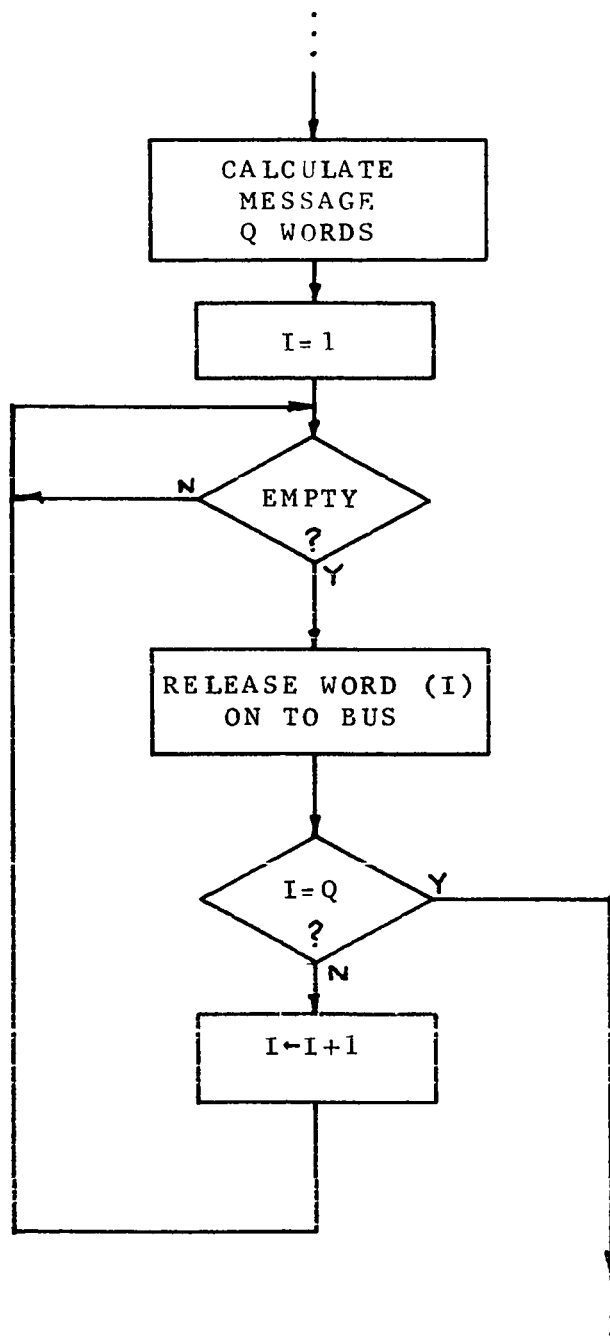 CALCULATE
MESSAGE
Q WORDS
I=1
N
EMPTY
?
Y
RELEASE WORD (I)
ON TO BUS
I=Q
Y
?
N
I←I+1